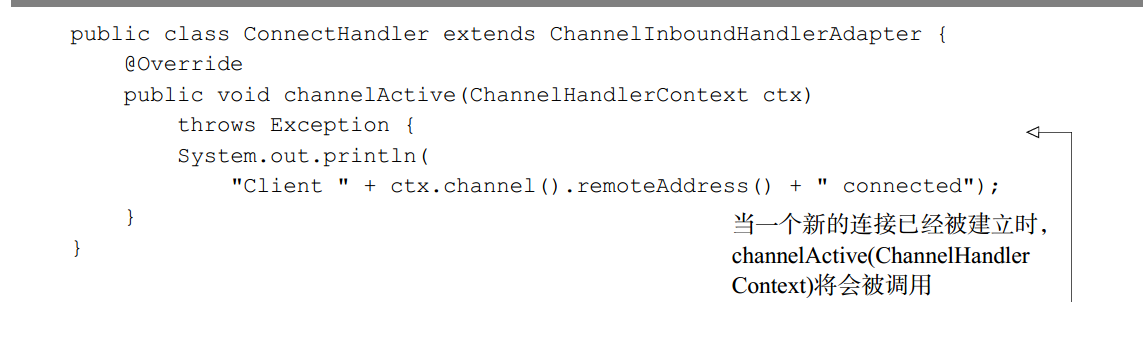 public class ConnectHandler extends ChannelInboundHandlerAdapter {
@Override
public void channelActive(ChannelHandlerContext ctx)
throws Exception {
System.out.println(
"Client " + ctx.channel().remoteAddress() + " connected");
}
}
当一个新的连接已经被建立时，
channelActive(ChannelHandler
Context)将会被调用